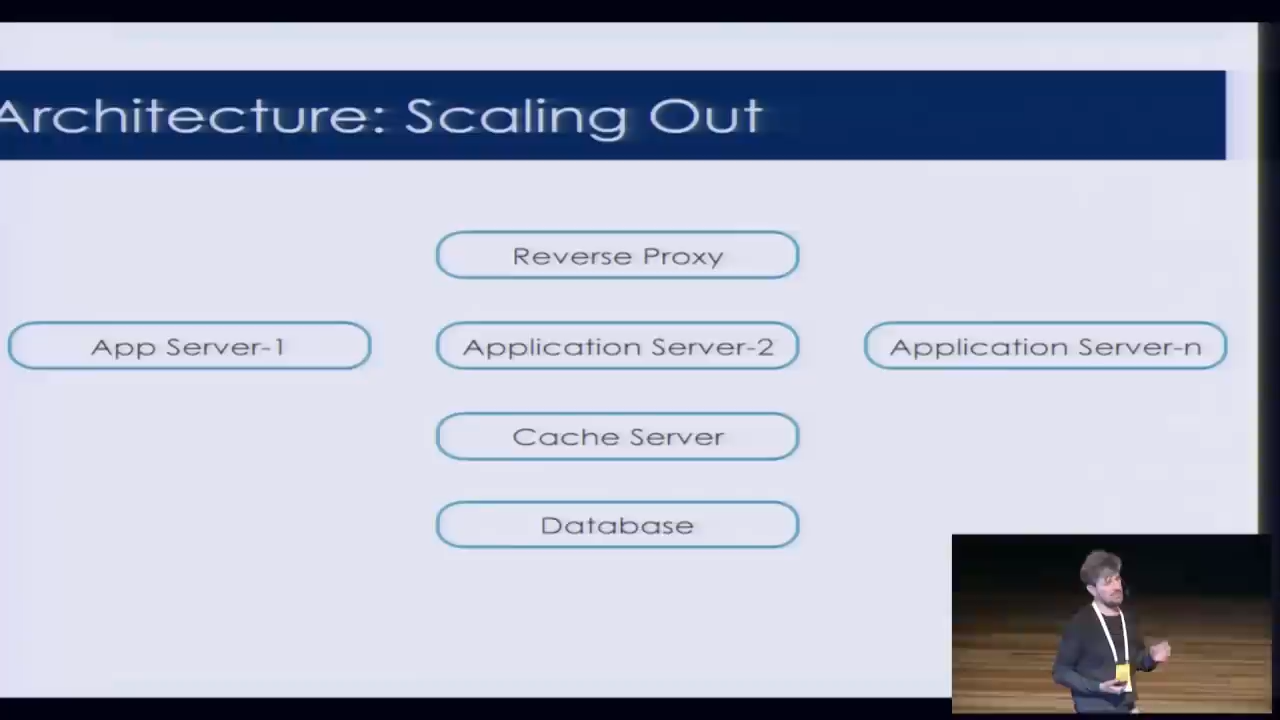 Architecture: Scaling Out
Reverse Proxy
App Server-1
Application Server-2
Application Server-n
Cache Server
Database